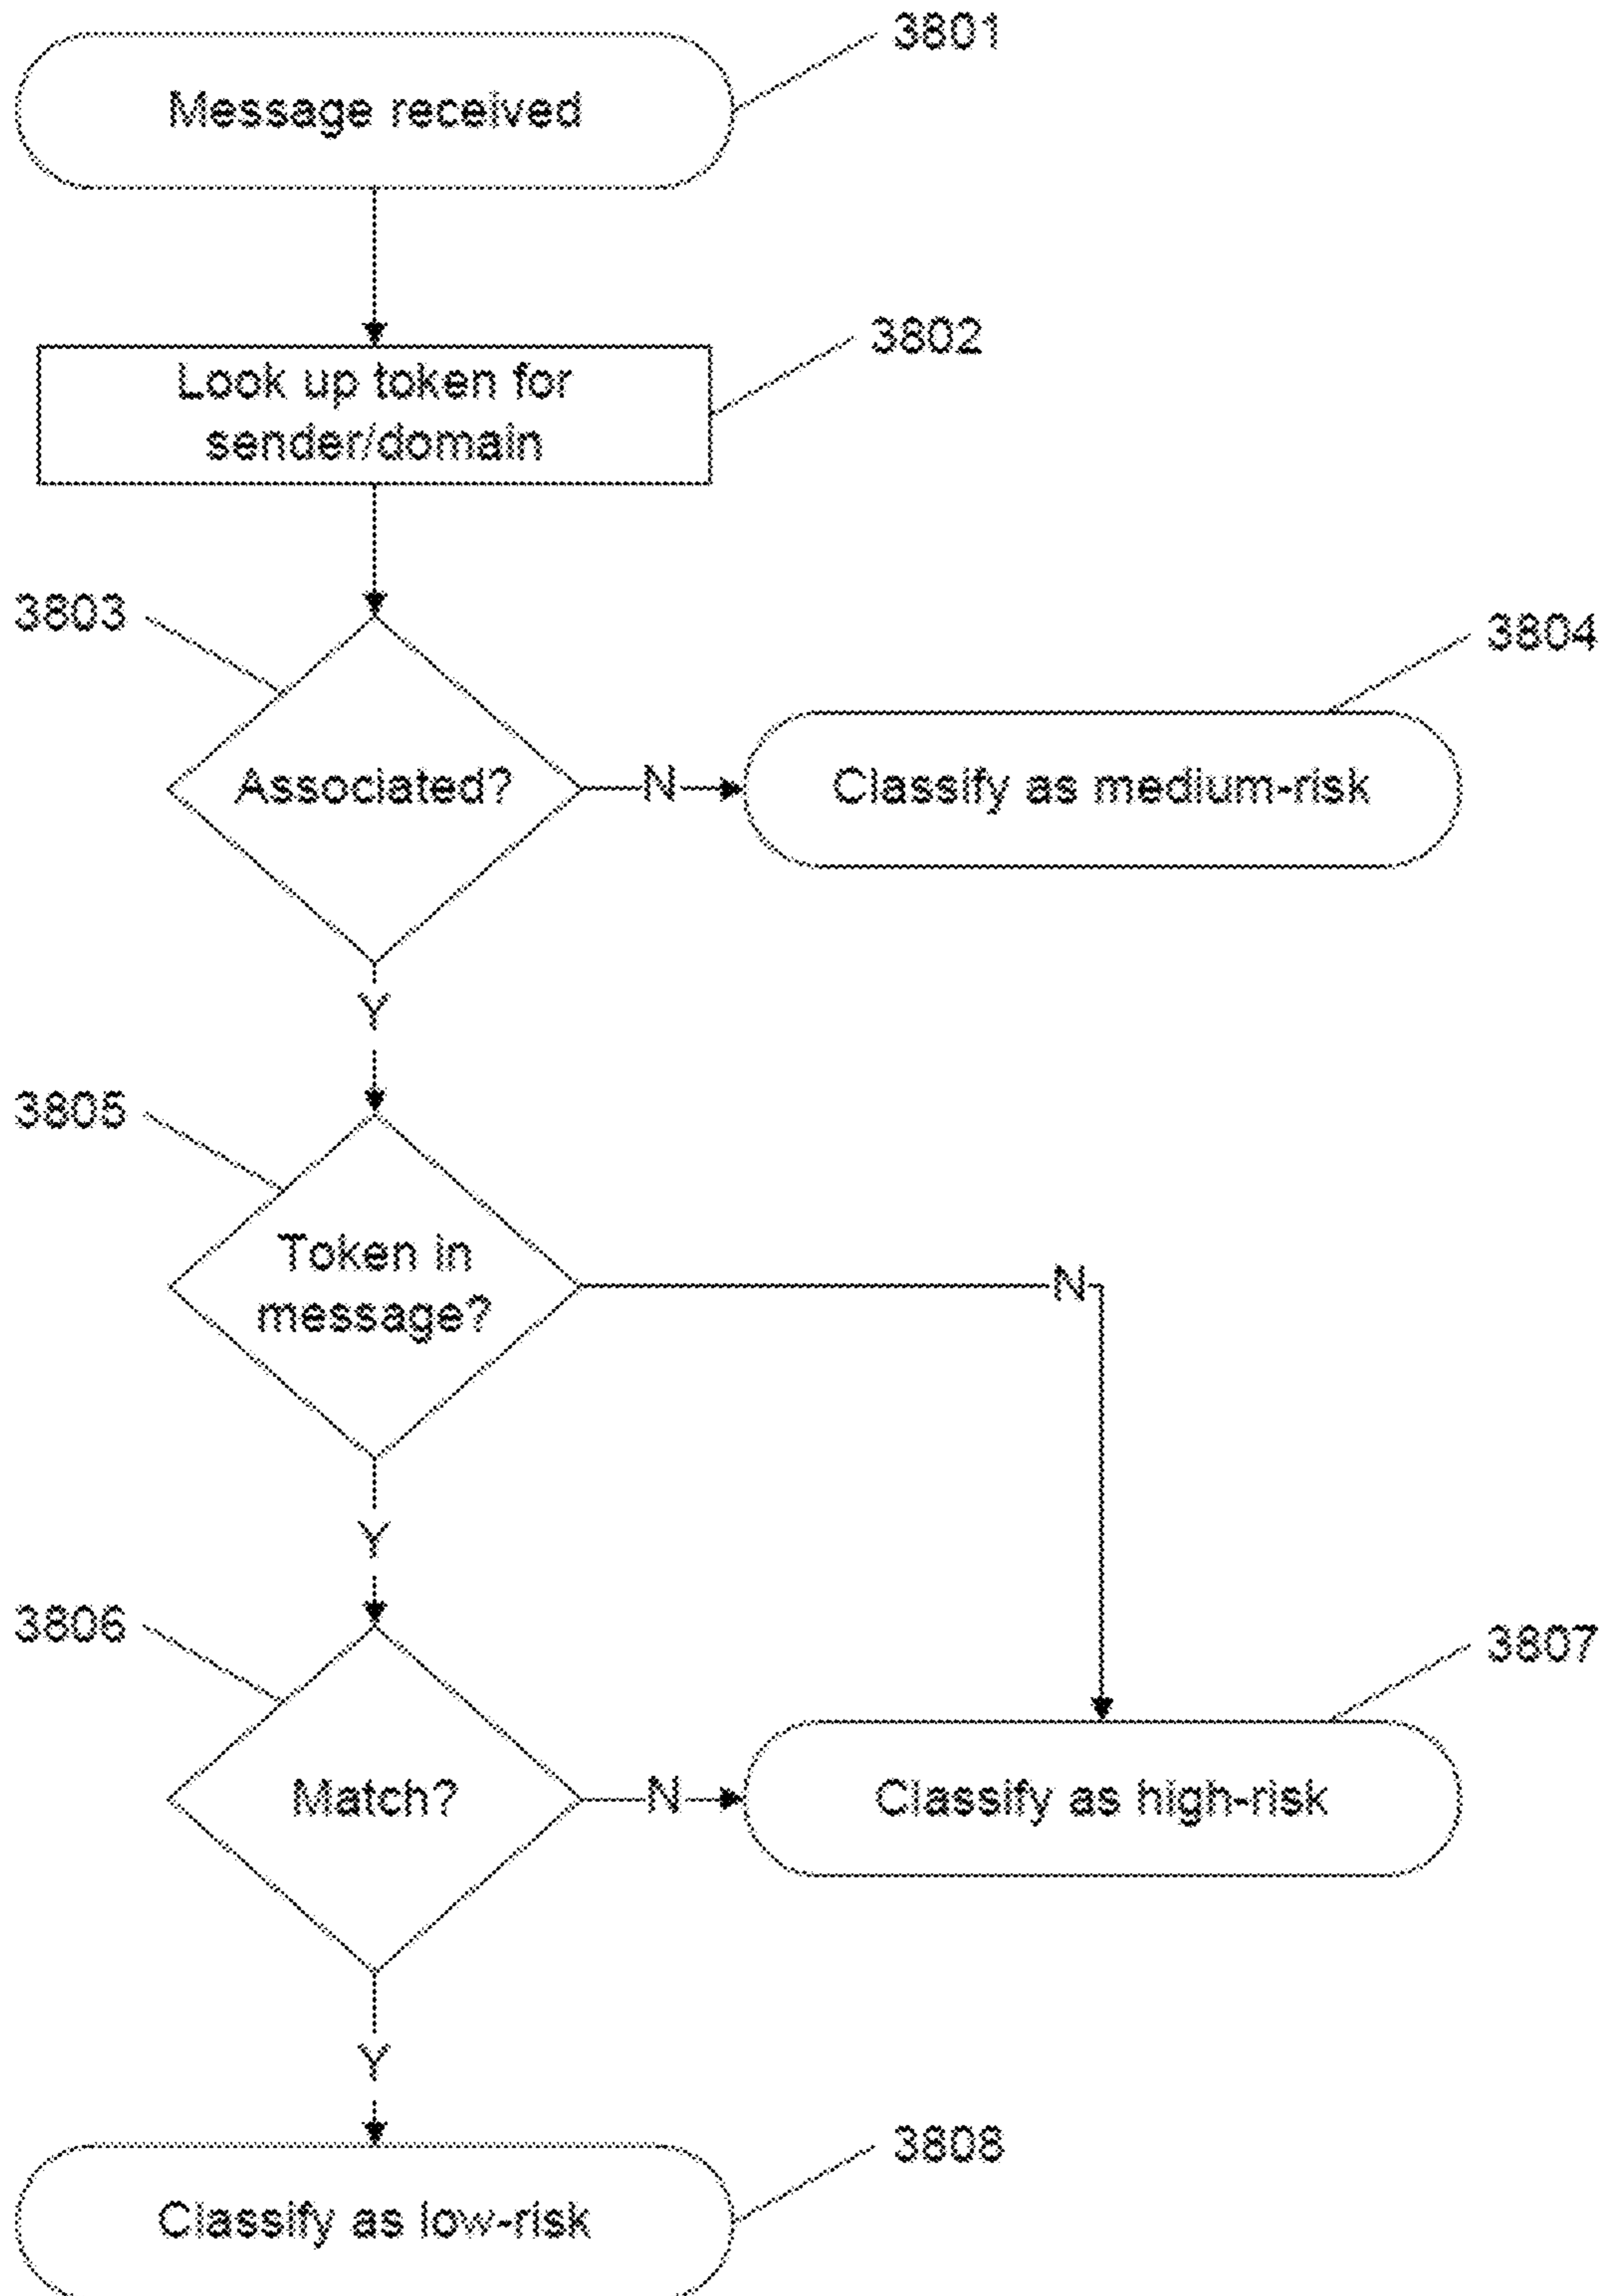 3801
Message received
3802
Look up token for
sender/domain
3803
3804
Associated?
N
Classify as medium-risk
Y
3805
Token in
message?
N
Y
3806
3807
Match?
N
Classify as high-risk
Y
3808
Classify as low-risk